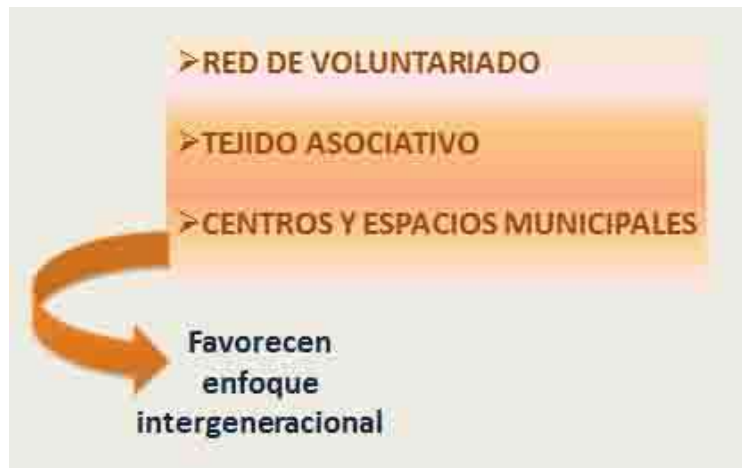 ➢RED DE VOLUNTARIADO
➢TEJIDO ASOCIATIVO
➢CENTROS Y ESPACIOS MUNICIPALES
Favorecen
enfoque
intergeneracional